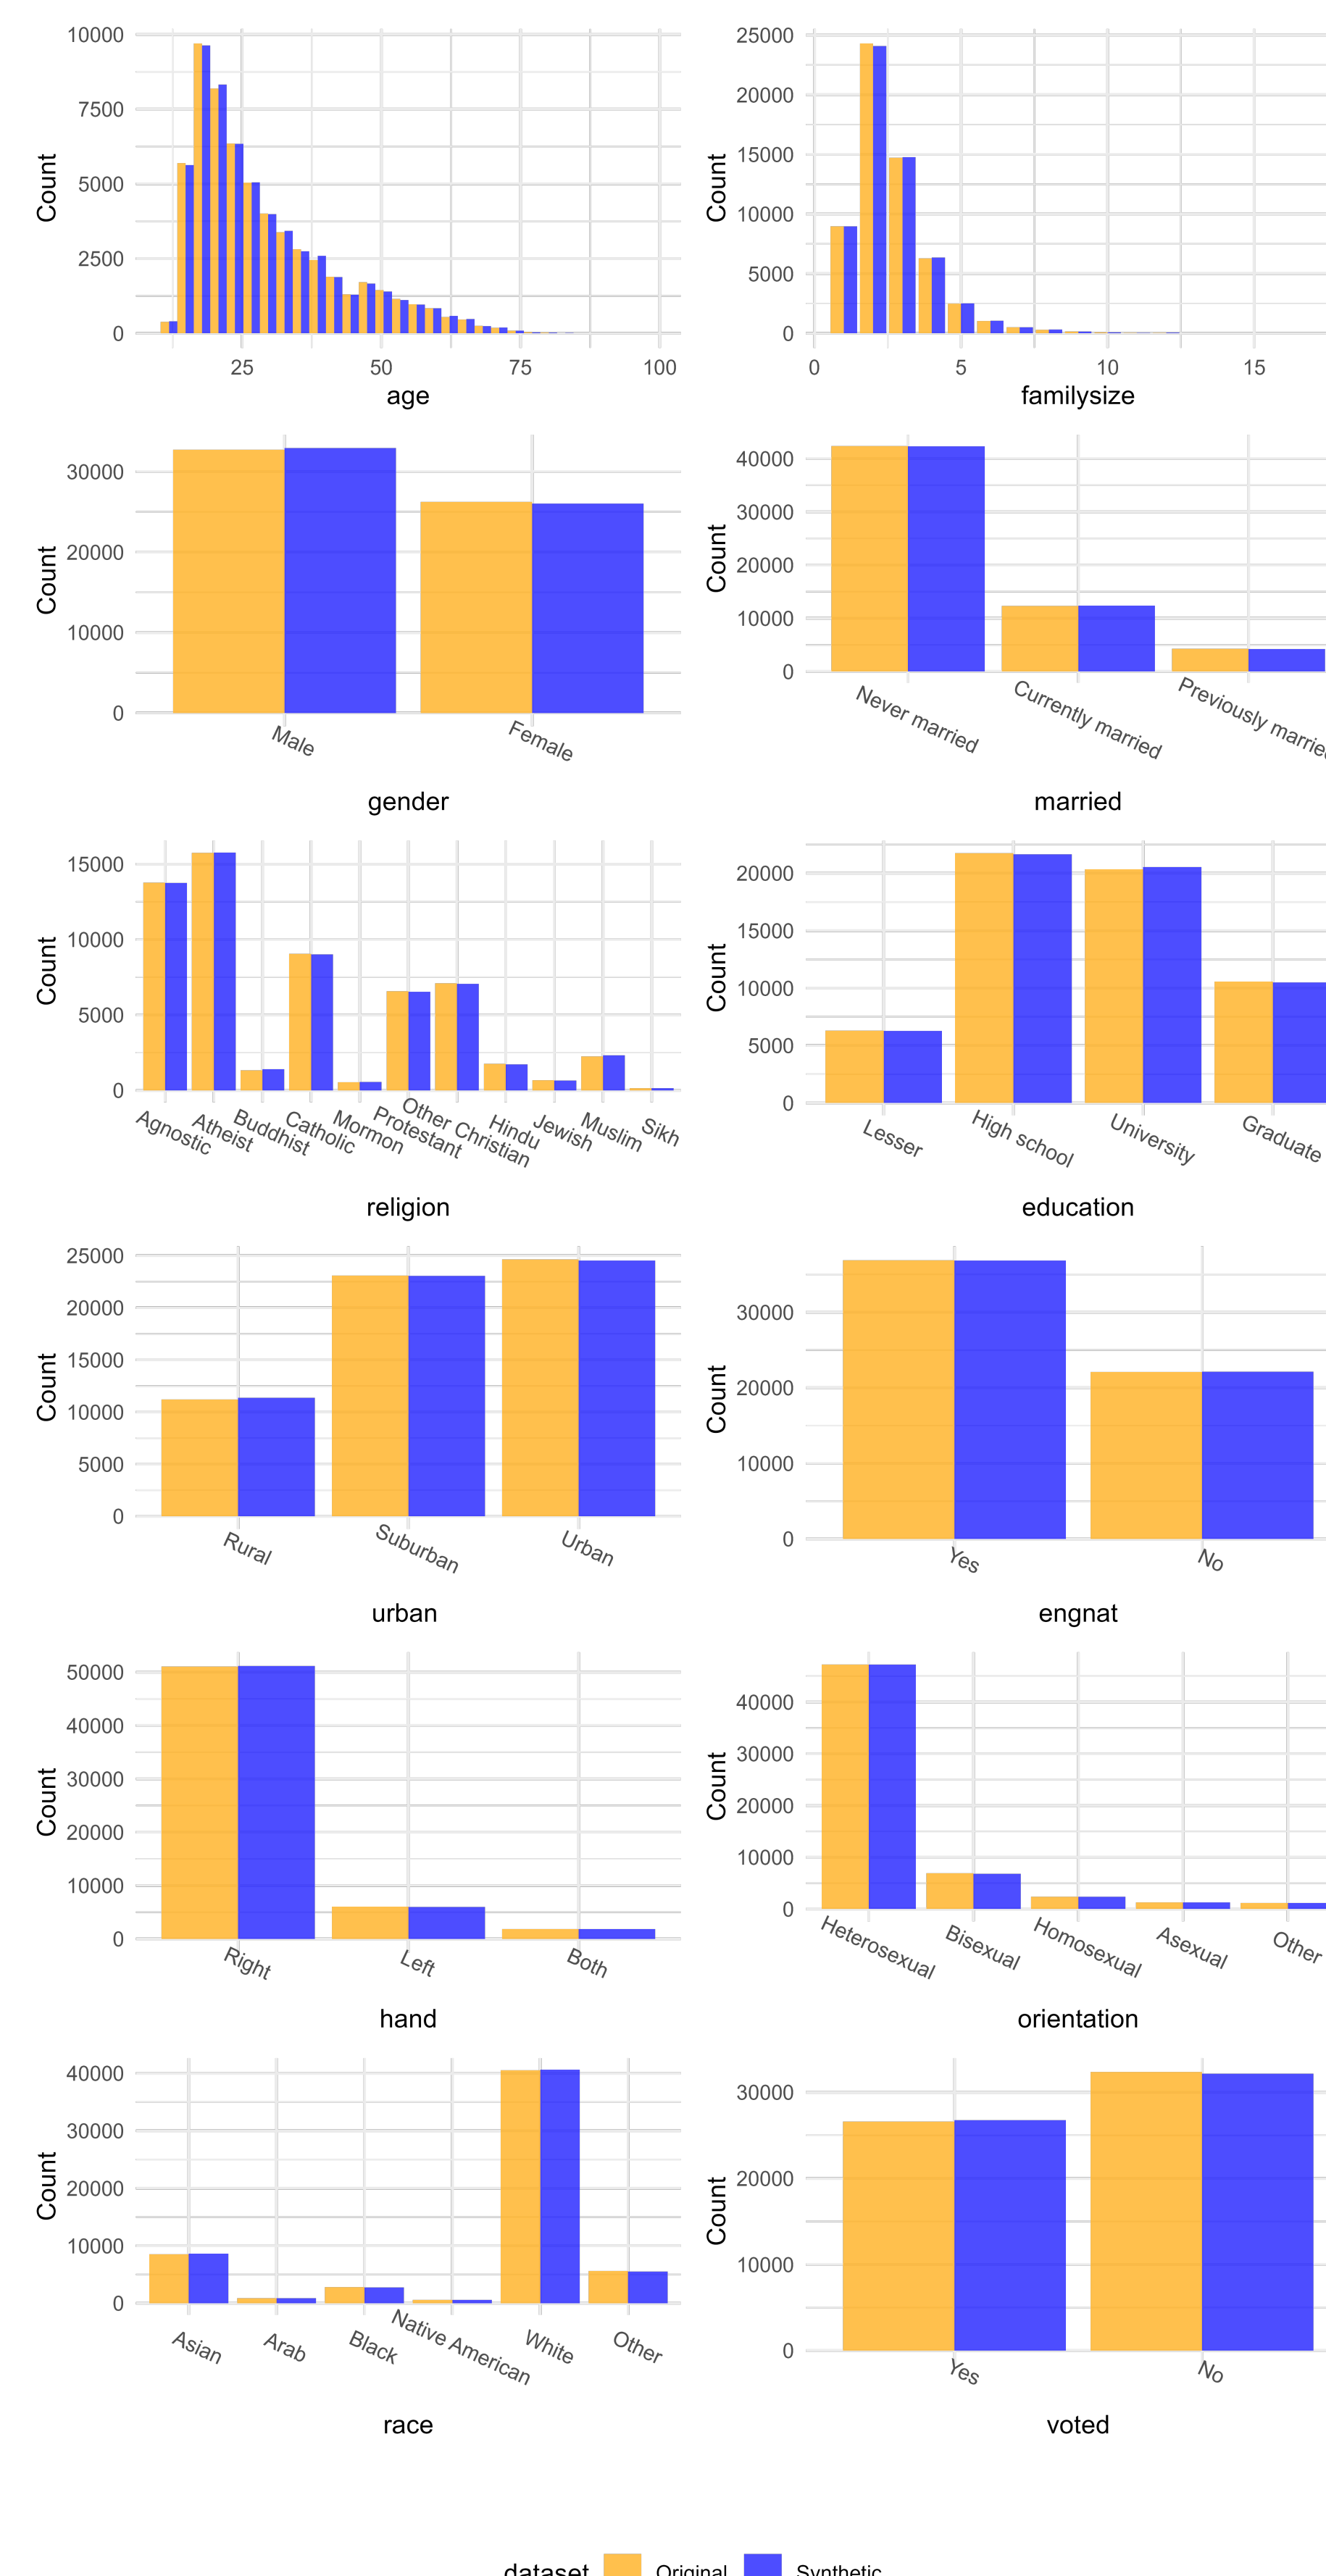 10000
7500
5000
2500
0
Count
25
50
75
100
age
25000
20000
15000
10000
5000
0
Count
0
5
10
15
familysize
30000
20000
10000
0
Count
Male
Female
gender
40000
30000
20000
10000
0
Count
Never married
Currently married
Previously married
married
15000
10000
5000
0
Count
Agnostic
Atheist
Buddhist
Catholic
Mormon
Protestant
Other Christian
Hindu
Jewish
Muslim
Sikh
religion
20000
15000
10000
5000
0
Count
Lesser
High school
University
Graduate
education
25000
20000
15000
10000
5000
0
Count
Rural
Suburban
Urban
urban
30000
20000
10000
0
Count
Yes
No
engnat
50000
40000
30000
20000
10000
0
Count
Right
Left
Both
hand
40000
30000
20000
10000
0
Count
Heterosexual
Bisexual
Homosexual
Asexual
Other
orientation
40000
30000
20000
10000
0
Count
Asian
Arab
Black
Native American
White
Other
race
30000
20000
10000
0
Count
Yes
No
voted
dataset Original Synthetic